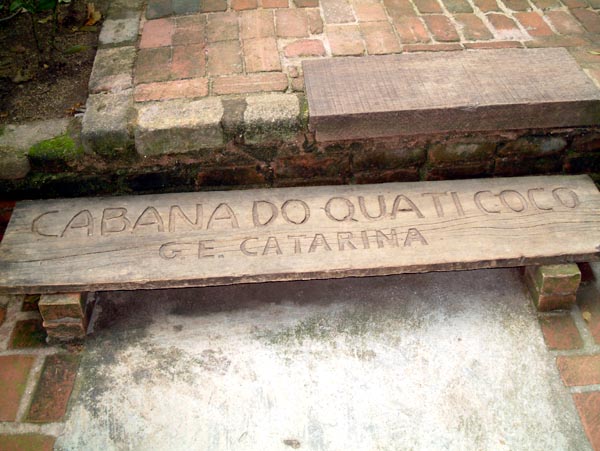 CABANA DO QUATI COCO
G.E. CATARINA